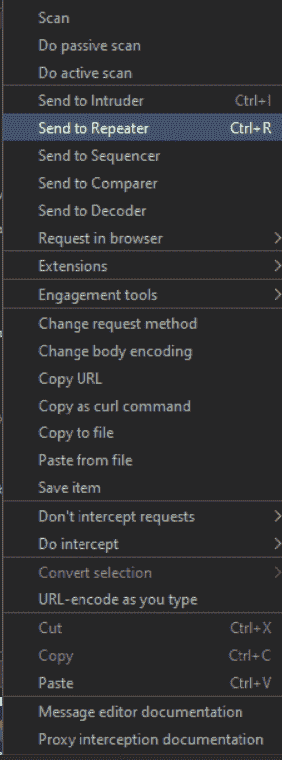 Scan
Do passive scan
Do active scan
Send to Intruder Ctrl+I
Send to Repeater Ctrl+R
Send to Sequencer
Send to Comparer
Send to Decoder
Request in browser
Extensions
Engagement tools
Change request method
Change body encoding
Copy URL
Copy as curl command
Copy to file
Paste from file
Save item
Don't intercept requests
Do intercept
Convert selection
URL-encode as you type
Cut Ctrl+X
Copy Ctrl+C
Paste Ctrl+V
Message editor documentation
Proxy interception documentation